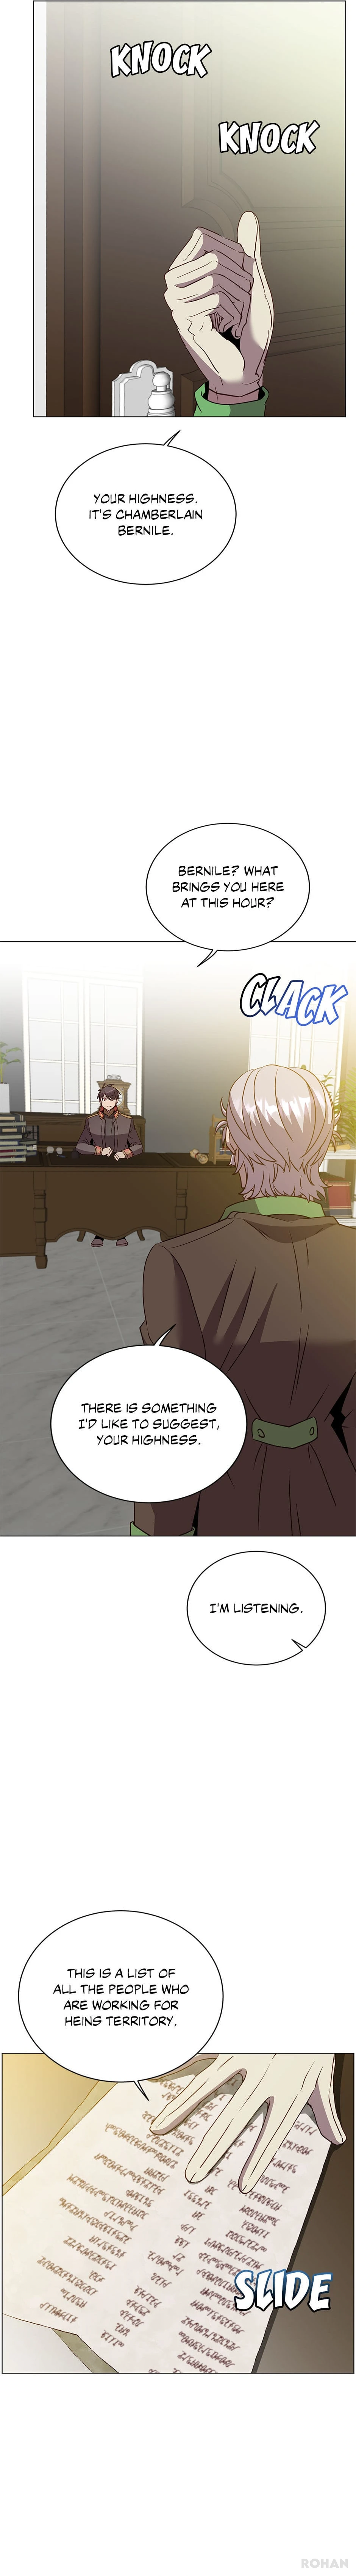 KNOCK
KNOCK
YOUR HIGHNESS.
IT'S CHAMBERLAIN
BERNILE.
BERNILE? WHAT
BRINGS YOU HERE
AT THIS HOUR?
CLACK
THERE IS SOMETHING
I'D LIKE TO SUGGEST,
YOUR HIGHNESS.
I'M LISTENING.
THIS IS A LIST OF
ALL THE PEOPLE WHO
ARE WORKING FOR
HEINS TERRITORY.
SLIDE
ROHAN